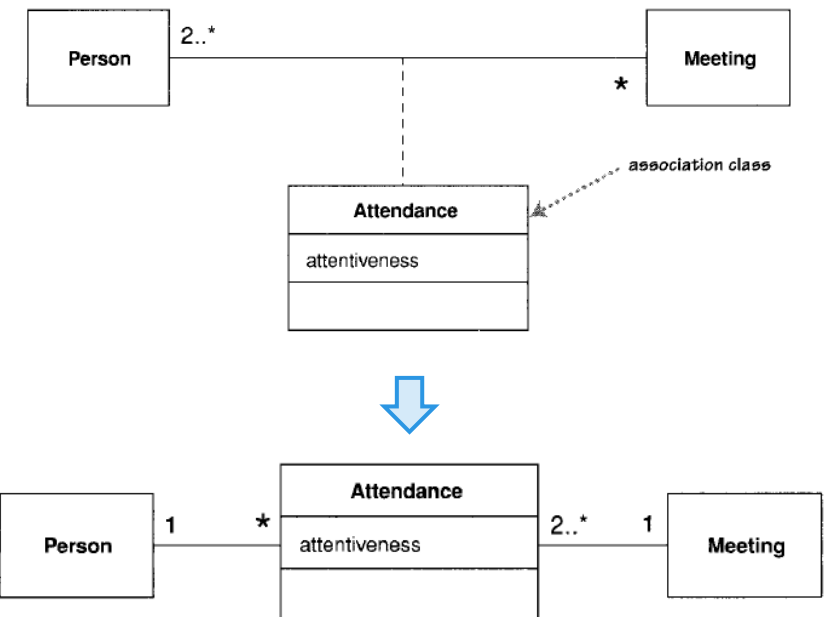 2..*
Person
Meeting
*
association class
Attendance
attentiveness
Attendance
1
*
2..*
1
Person
attentiveness
Meeting